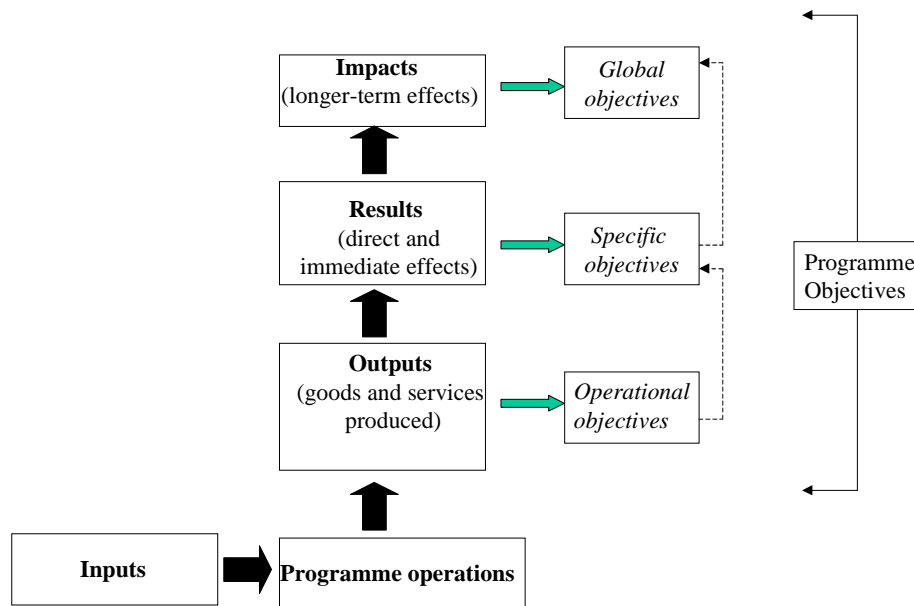 Impacts
(longer-term effects)
Global
objectives
Results
(direct and
immediate effects)
Specific
objectives
Programme
Objectives
Outputs
(goods and services
produced)
Operational
objectives
Inputs
Programme operations